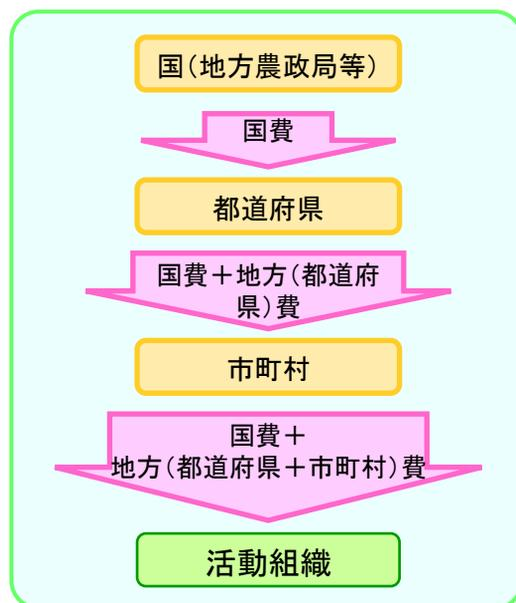 国（地方農政局等）
国費
都道府県
国費＋地方（都道府
県）費
市町村
国費＋
地方（都道府県＋市町村）費
活動組織